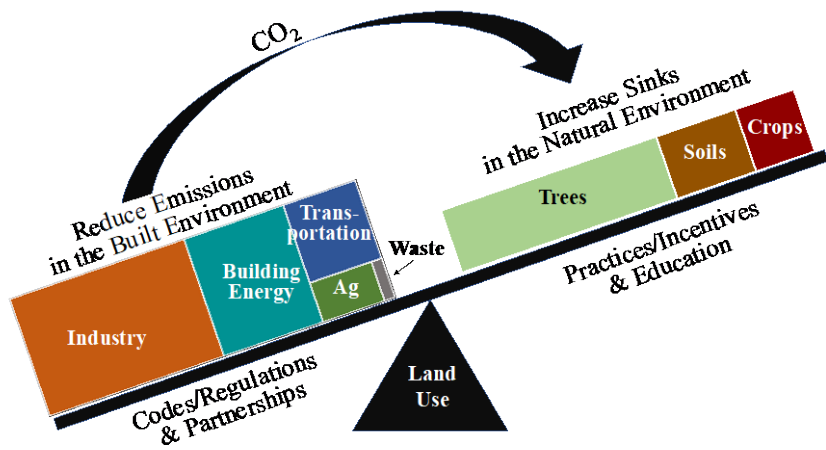 CO2
Increase Sinks
in the Natural Environment
Crops
Soils
Trees
Reduce Emissions
in the Built Environment
Trans-
portation
Waste
Building
Energy
Ag
Industry
Practices/Incentives
& Education
Codes/Regulations
& Partnerships
Land
Use